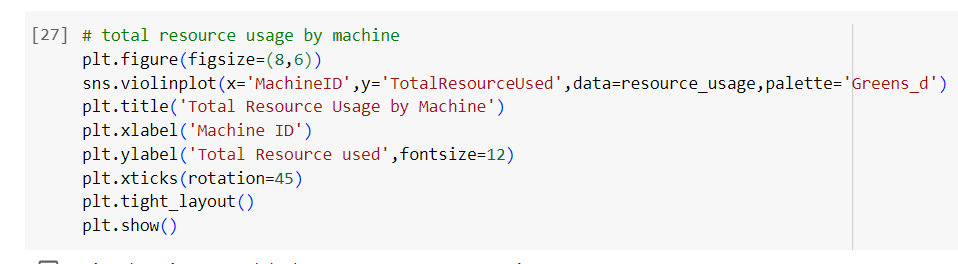 [27] # total resource usage by machine
plt.figure(figsize=(8,6))
sns.violinplot(x='MachineID',y='TotalResourceUsed',data=resource_usage,palette='Greens_d')
plt.title('Total Resource Usage by Machine')
plt.xlabel('Machine ID')
plt.ylabel('Total Resource used',fontsize=12)
plt.xticks(rotation=45)
plt.tight_layout()
plt.show()